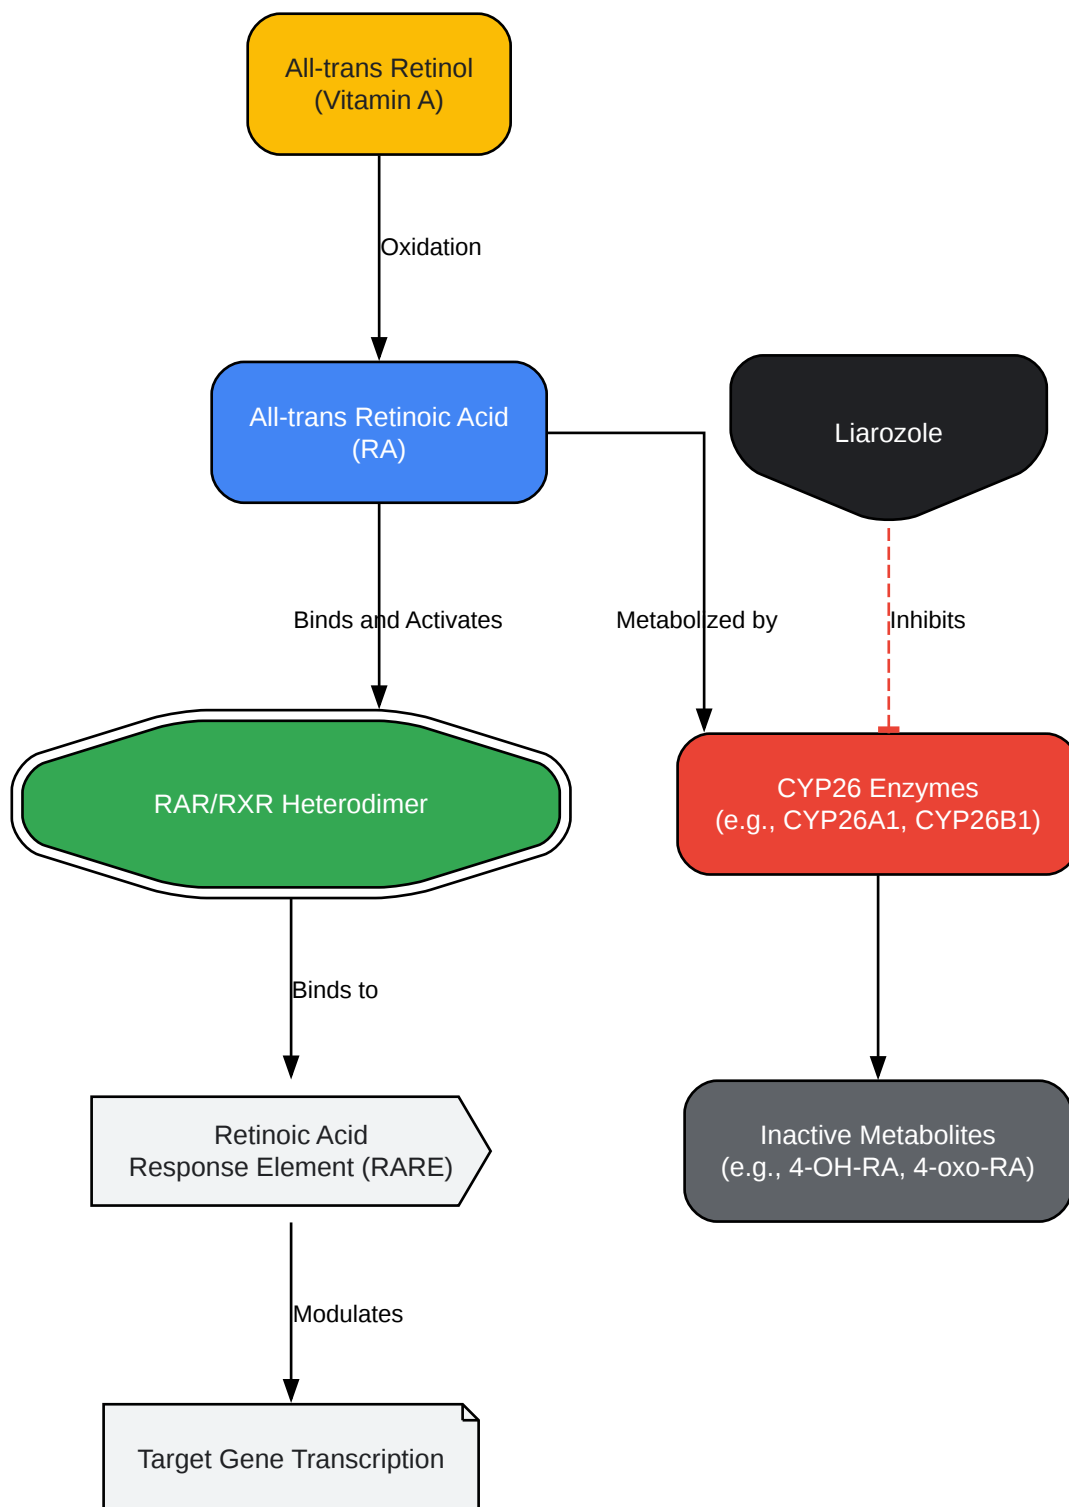 All-trans Retinol
(Vitamin A)
Oxidation
All-trans Retinoic Acid
(RA)
Liarozole
Binds and Activates
Metabolized by
Inhibits
RAR/RXR Heterodimer
CYP26 Enzymes
(e.g., CYP26A1, CYP26B1)
Binds to
Retinoic Acid
Response Element (RARE)
Inactive Metabolites
(e.g., 4-OH-RA, 4-oxo-RA)
Modulates
Target Gene Transcription